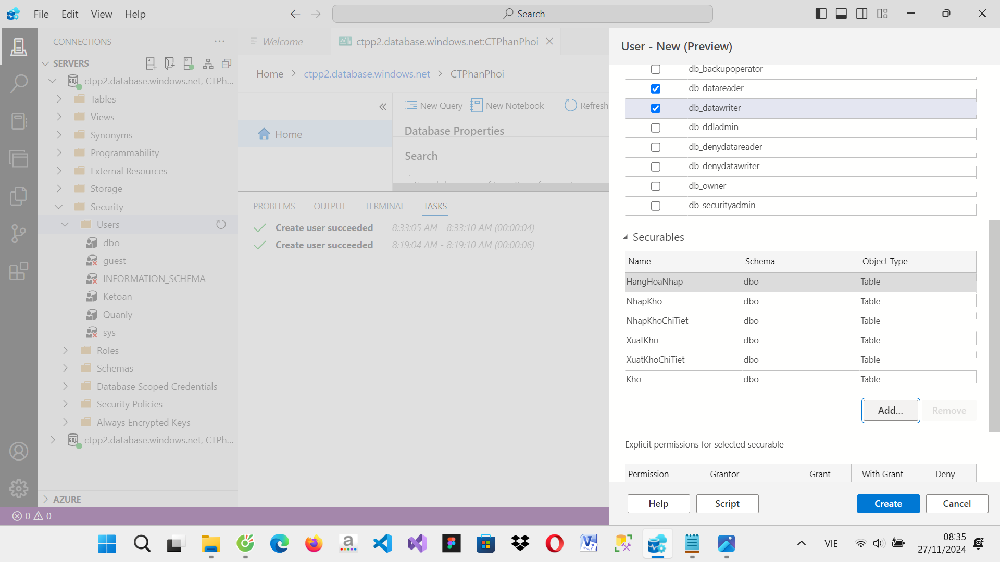 File Edit View Help
Search
CONNECTIONS
SERVERS
ctpp2.database.windows.net, CTPh...
Tables
Views
Synonyms
Programmability
External Resources
Storage
Security
Users
dbo
guest
INFORMATION_SCHEMA
Ketoan
Quanly
sys
Roles
Schemas
Database Scoped Credentials
Security Policies
Always Encrypted Keys
ctpp2.database.windows.net, CTPh...
AZURE
0 0
Welcome ctpp2.database.windows.net:CTPhanPhoi
Home > ctpp2.database.windows.net > CTPhanPhoi
New Query New Notebook Refresh
Home
Database Properties
Search
PROBLEMS OUTPUT TERMINAL TASKS
Create user succeeded 8:33:05 AM - 8:33:10 AM (00:00:04)
Create user succeeded 8:19:04 AM - 8:19:10 AM (00:00:06)
User - New (Preview)
db_backupoperator
db_datareader
db_datawriter
db_ddladmin
db_denydatareader
db_denydatawriter
db_owner
db_securityadmin
Securables
Name Schema Object Type
HangHoaNhap dbo Table
NhapKho dbo Table
NhapKhoChiTiet dbo Table
XuatKho dbo Table
XuatKhoChiTiet dbo Table
Kho dbo Table
Add... Remove
Explicit permissions for selected securable
Permission Grantor Grant With Grant Deny
Help Script Create Cancel
VIE
08:35
27/11/2024